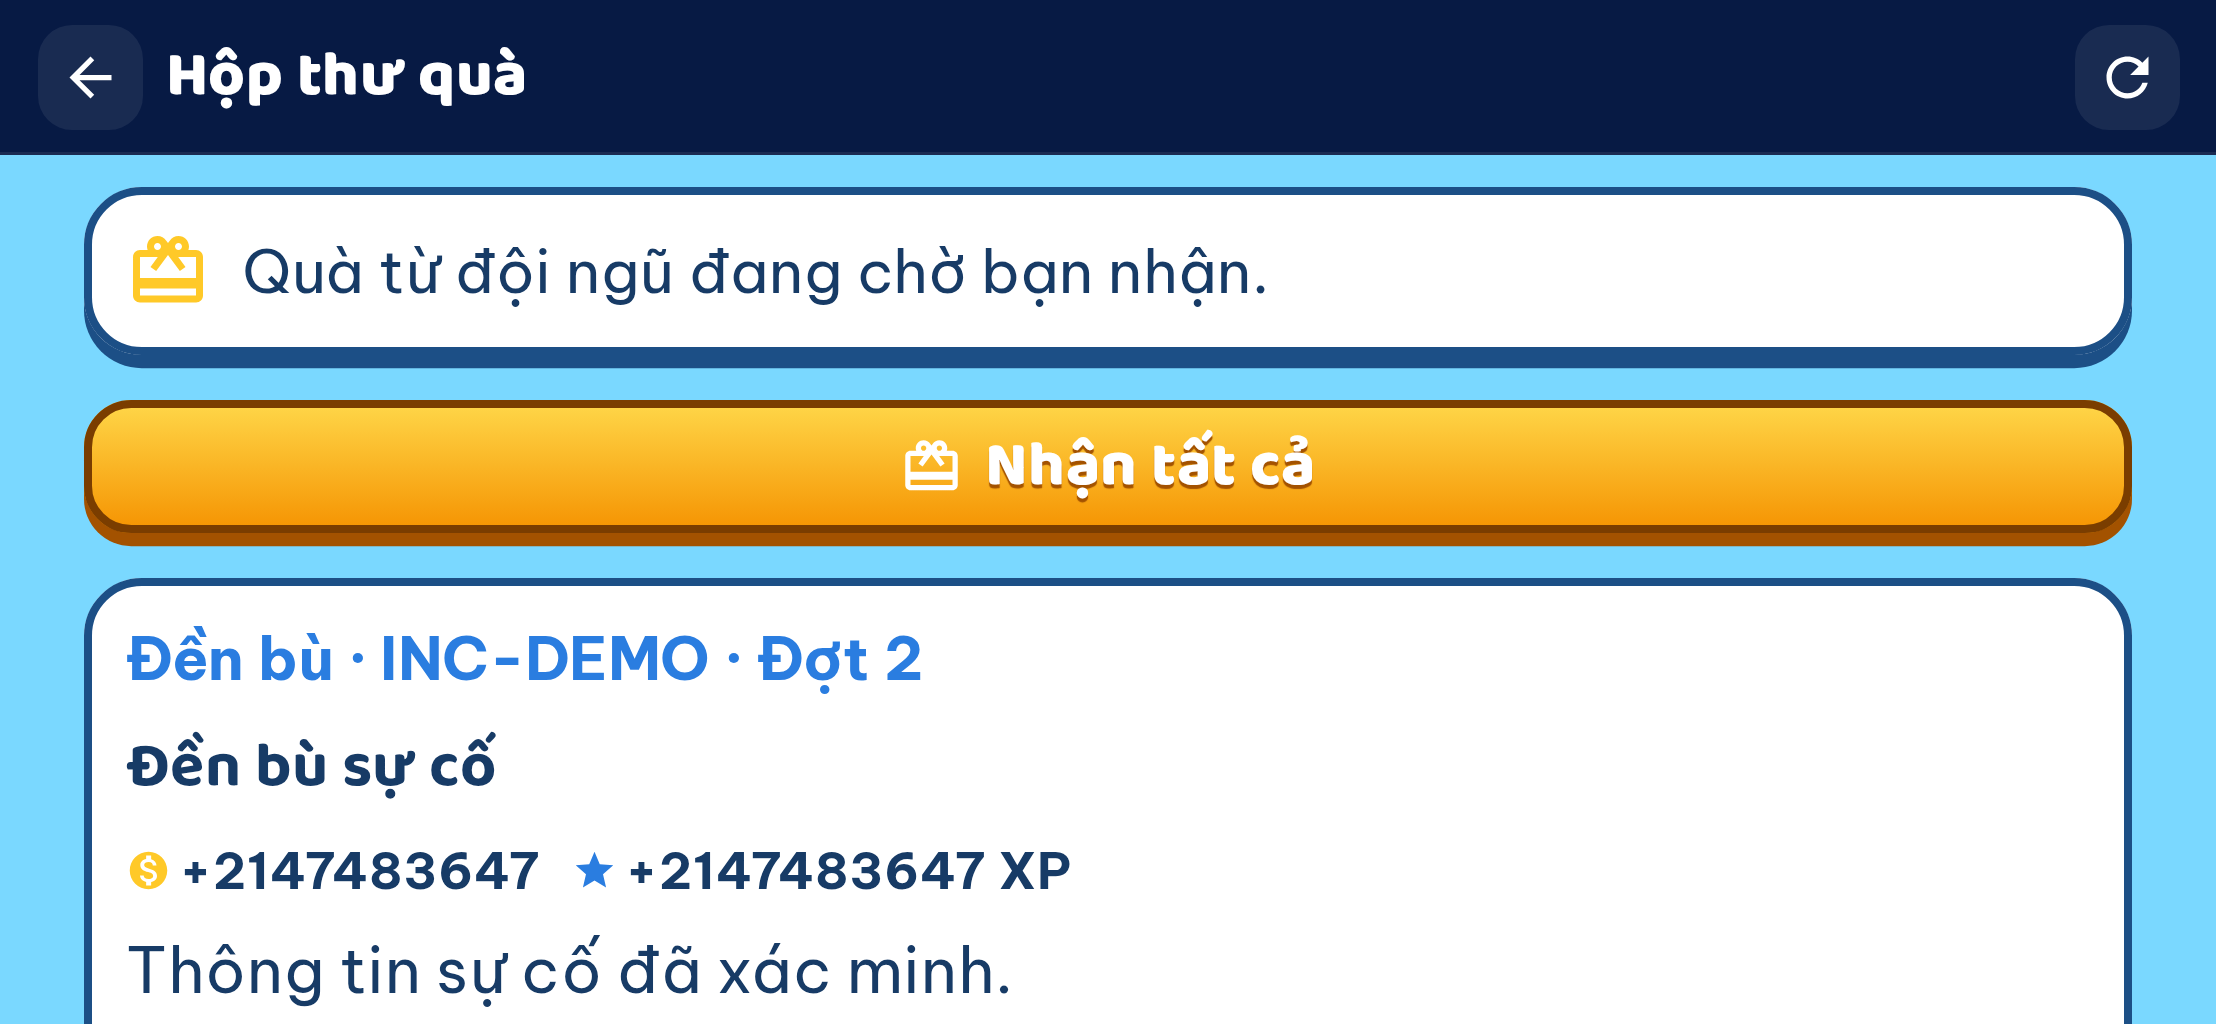 Hộp thư quà
Quà từ đội ngũ đang chờ bạn nhận.
Nhận tất cả
Đền bù · INC-DEMO · Đợt 2
Đền bù sự cố
+2147483647 +2147483647 XP
Thông tin sự cố đã xác minh.